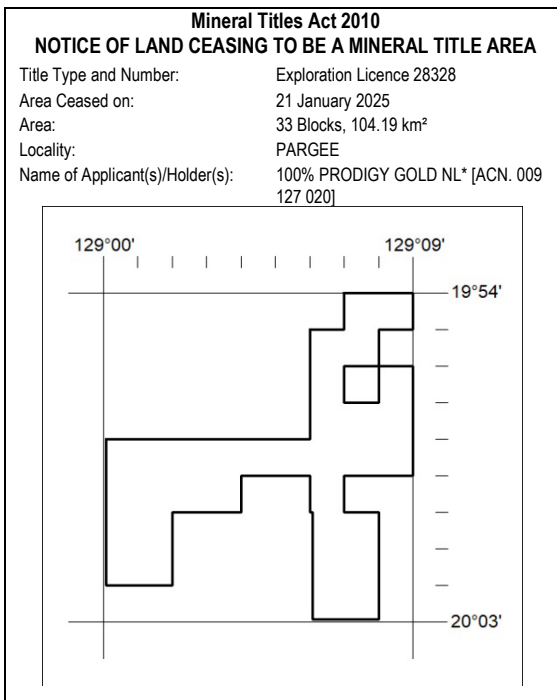 Mineral Titles Act 2010
NOTICE OF LAND CEASING TO BE A MINERAL TITLE AREA
Title Type and Number: Exploration Licence 28328
Area Ceased on: 21 January 2025
Area: 33 Blocks, 104.19 km²
Locality: PARGEE
Name of Applicant(s)/Holder(s): 100% PRODIGY GOLD NL* [ACN. 009
127 020]
129°00' 129°09'
19°54'
20°03'